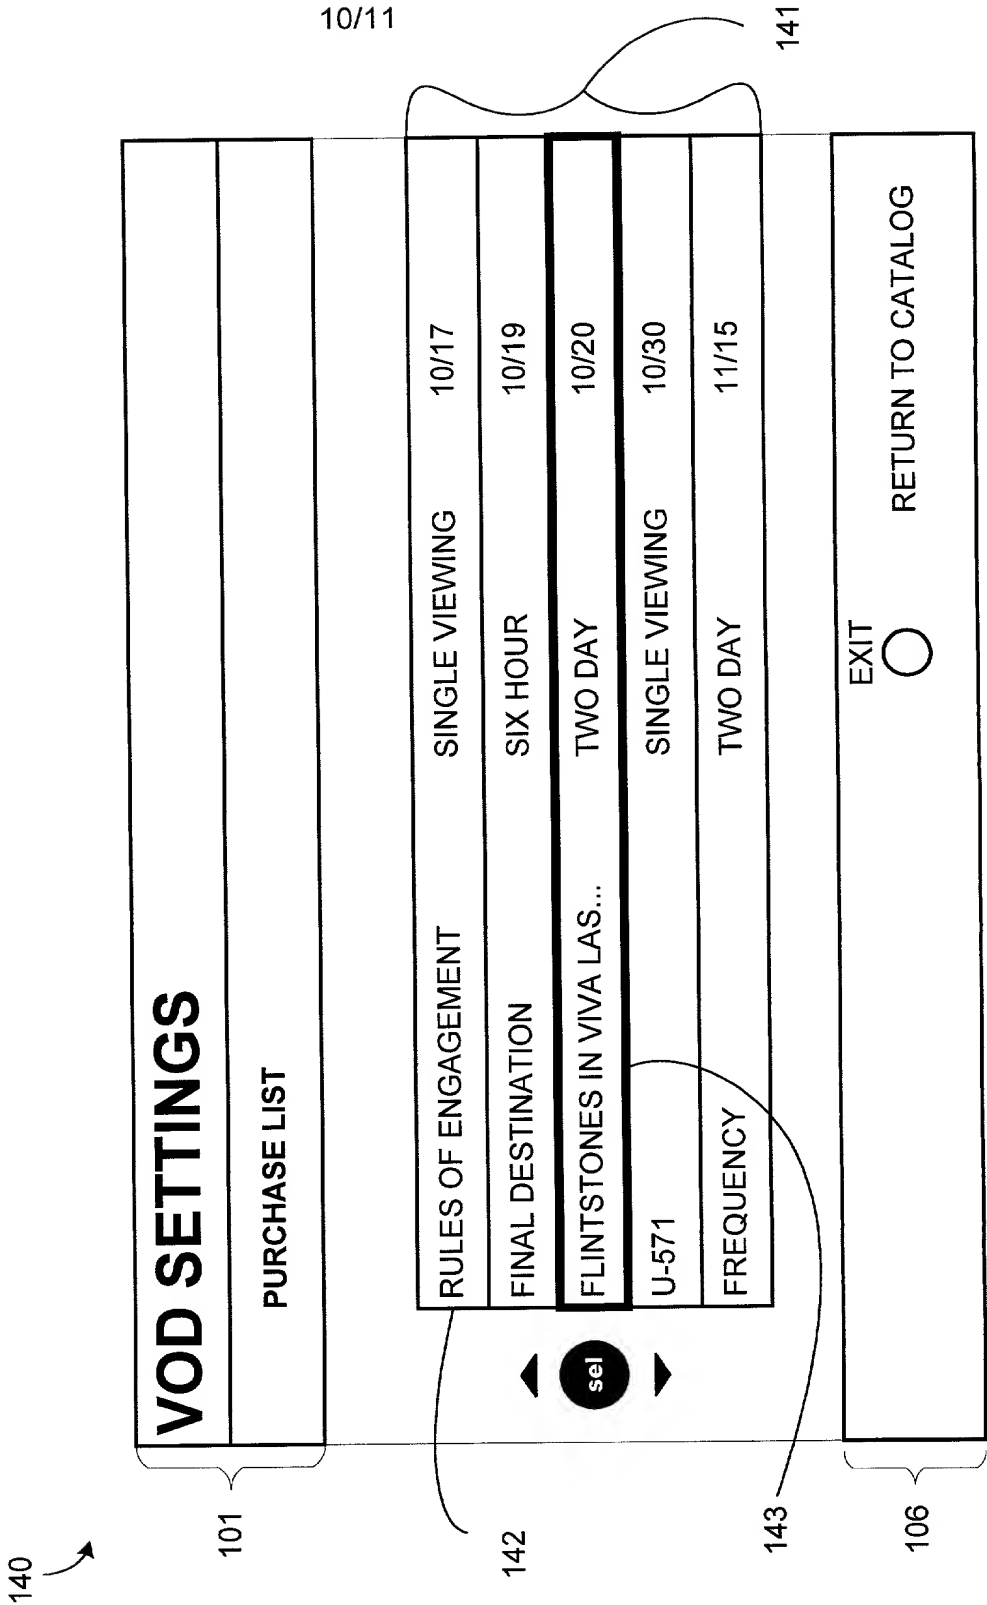 10/11
140
101
VOD SETTINGS
PURCHASE LIST
142
RULES OF ENGAGEMENT SINGLE VIEWING 10/17
FINAL DESTINATION SIX HOUR 10/19
sel
FLINTSTONES IN VIVA LAS... TWO DAY 10/20
U-571 SINGLE VIEWING 10/30
FREQUENCY TWO DAY 11/15
141
143
106
EXIT
RETURN TO CATALOG